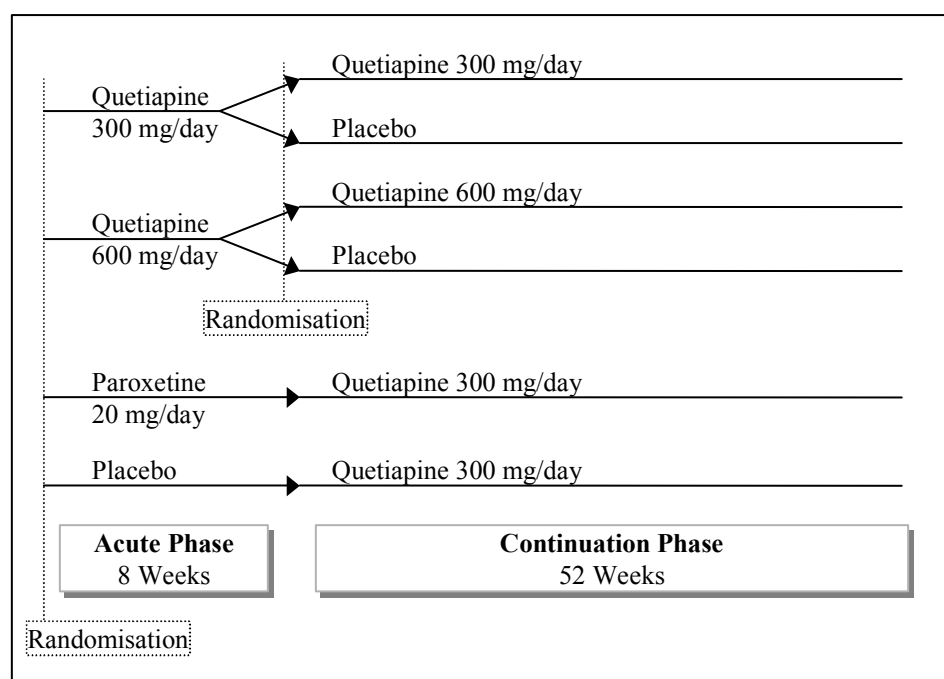 Quetiapine 300 mg/day
Quetiapine
300 mg/day
Placebo
Quetiapine 600 mg/day
Quetiapine
600 mg/day
Placebo
Randomisation
Paroxetine
20 mg/day
Quetiapine 300 mg/day
Placebo
Quetiapine 300 mg/day
Acute Phase
8 Weeks
Continuation Phase
52 Weeks
Randomisation